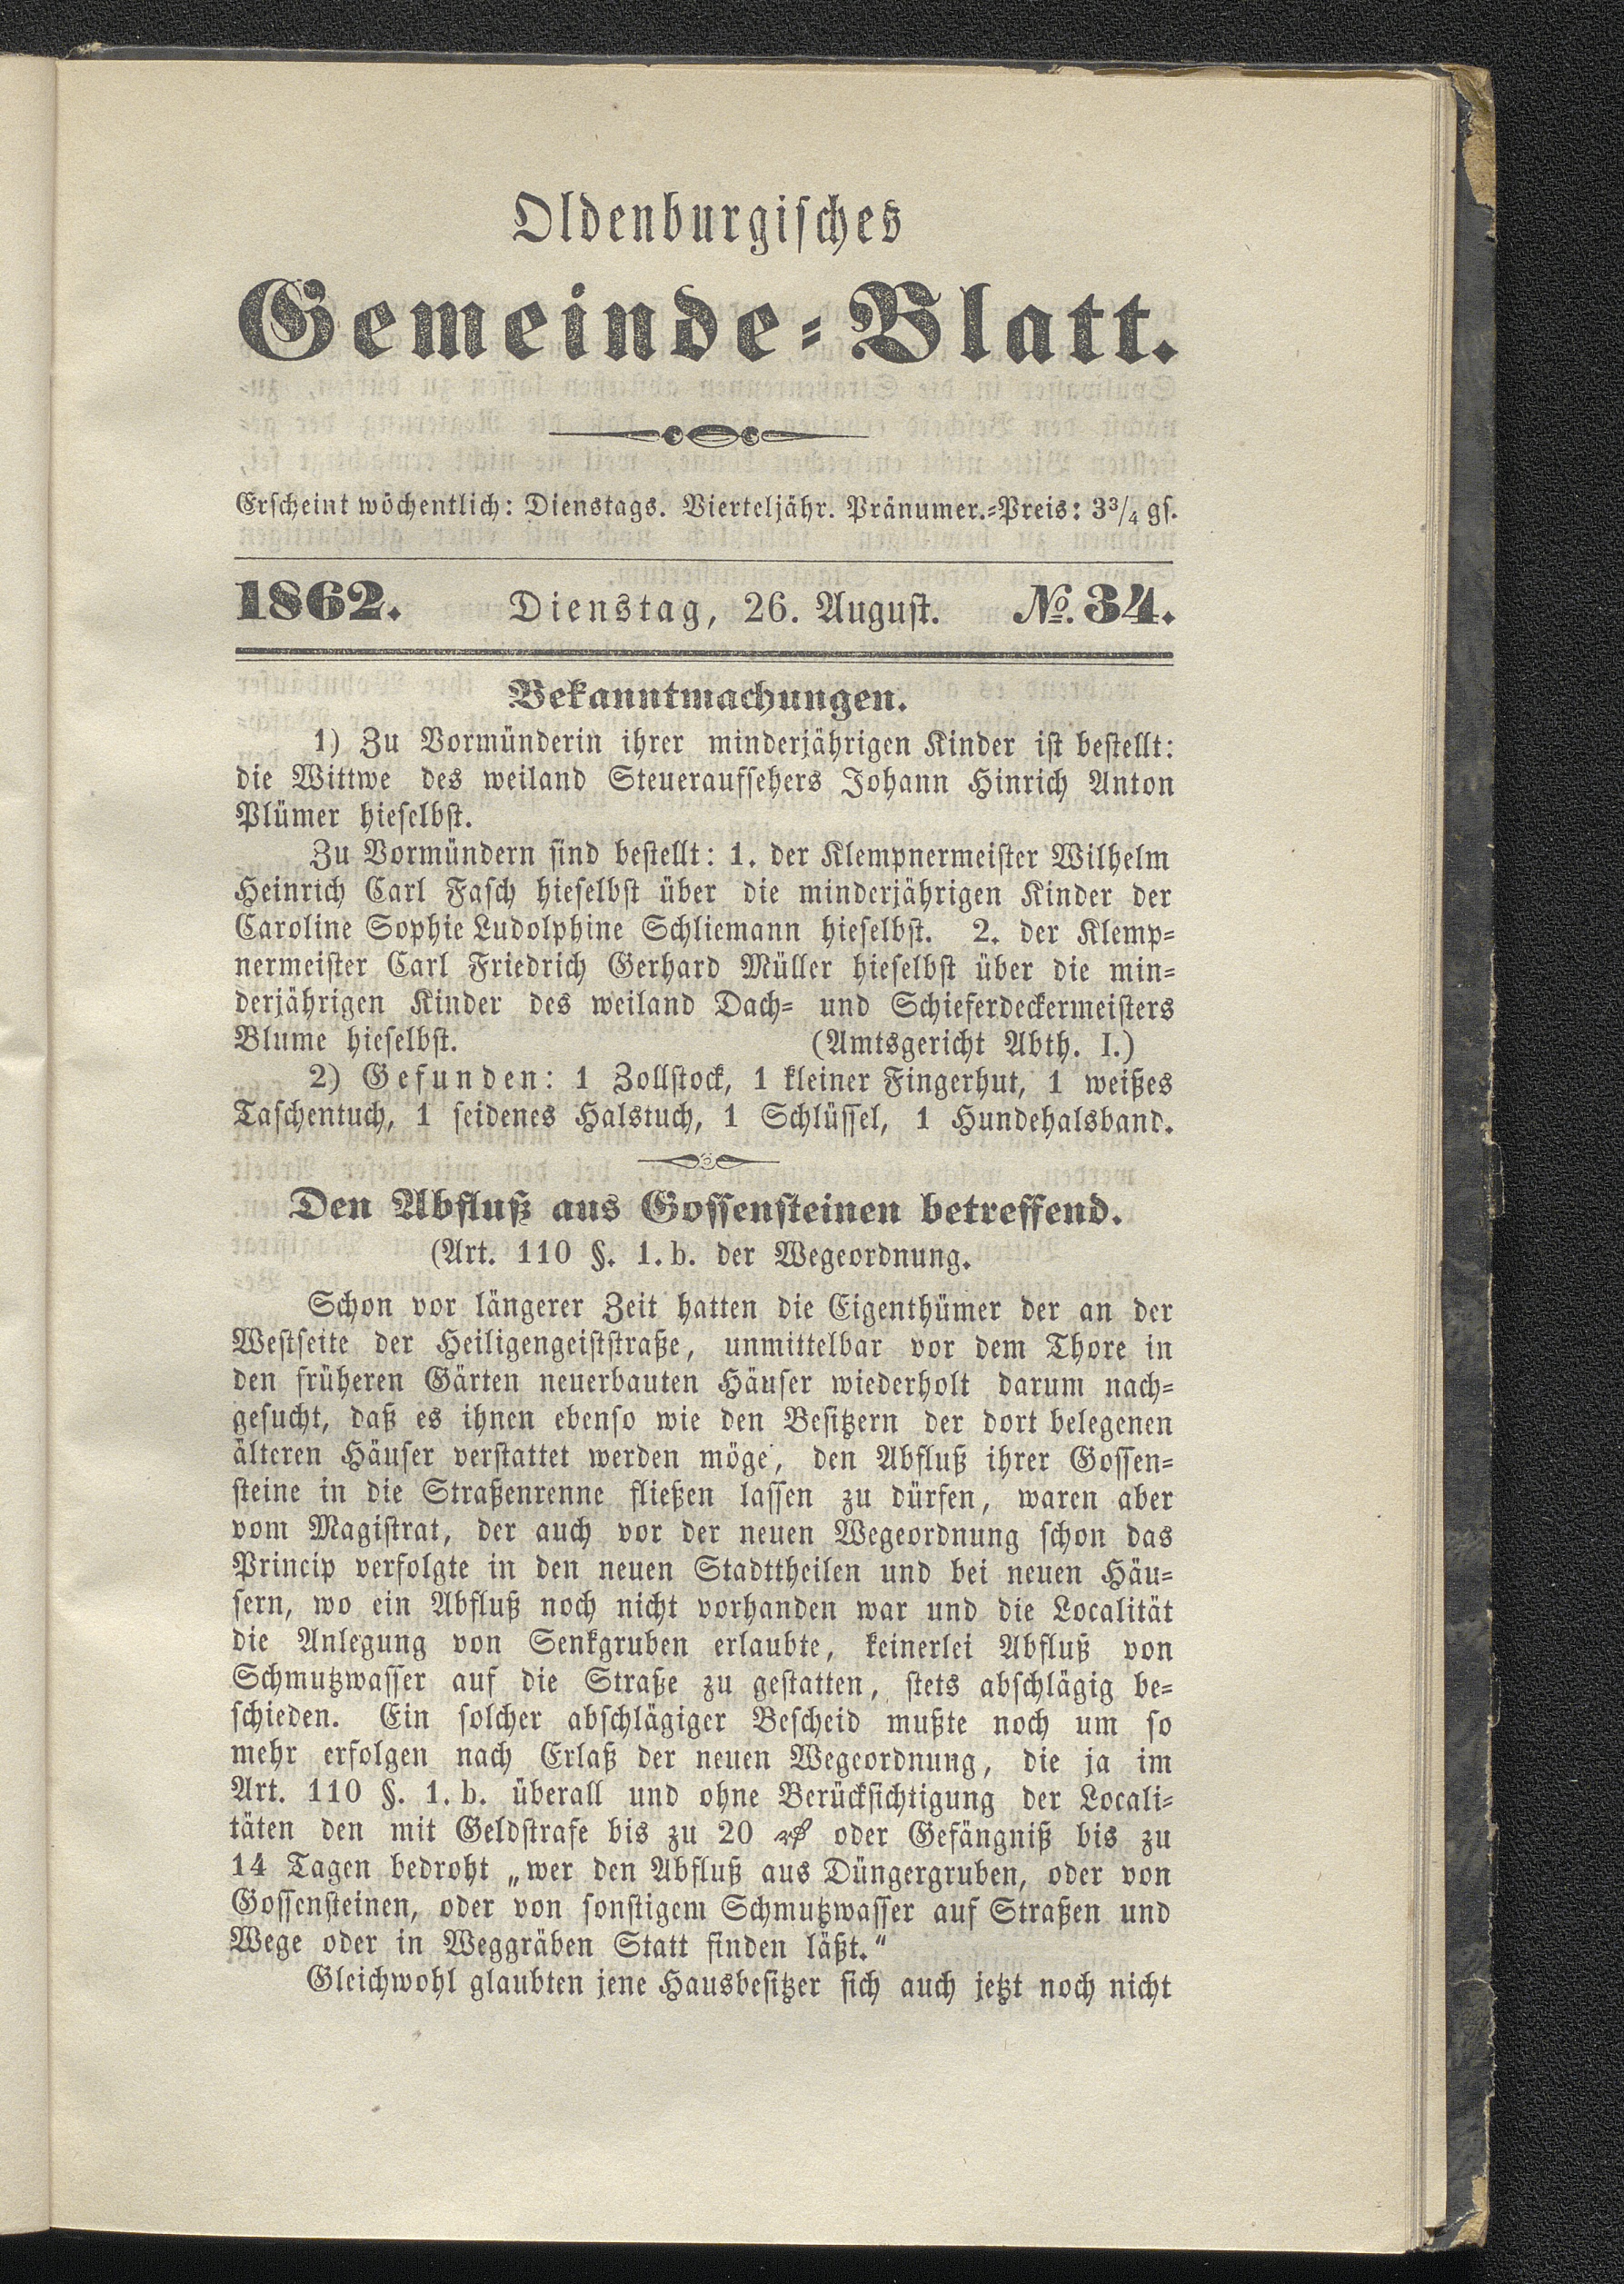 Oldenburgisches
Gemeinde-Blatt.
Erscheint wöchentlich: Dienstags. Vierteljähr. Pränumer.-Preis: 3¾ gs.
1862. Dienstag, 26. August. №. 34.
Bekanntmachungen.
1) Zu Vormünderin ihrer minderjährigen Kinder ist bestellt:
die Wittwe des weiland Steueraufsehers Johann Hinrich Anton
Plümer hieselbst.
Zu Vormündern sind bestellt: 1. der Klempnermeister Wilhelm
Heinrich Carl Fasch hieselbst über die minderjährigen Kinder der
Caroline Sophie Ludolphine Schliemann hieselbst. 2. der Klemp-
nermeister Carl Friedrich Gerhard Müller hieselbst über die min-
derjährigen Kinder des weiland Dach- und Schieferdeckermeisters
Blume hieselbst. (Amtsgericht Abth. I.)
2) Gefunden: 1 Zollstock, 1 kleiner Fingerhut, 1 weißes
Taschentuch, 1 seidenes Halstuch, 1 Schlüssel, 1 Hundehalsband.
Den Abfluß aus Gossensteinen betreffend.
(Art. 110 §. 1. b. der Wegeordnung.
Schon vor längerer Zeit hatten die Eigenthümer der an der
Westseite der Heiligengeiststraße, unmittelbar vor dem Thore in
den früheren Gärten neuerbauten Häuser wiederholt darum nach-
gesucht, daß es ihnen ebenso wie den Besitzern der dort belegenen
älteren Häuser verstattet werden möge, den Abfluß ihrer Gossen-
steine in die Straßenrenne fließen lassen zu dürfen, waren aber
vom Magistrat, der auch vor der neuen Wegeordnung schon das
Princip verfolgte in den neuen Stadttheilen und bei neuen Häu-
sern, wo ein Abfluß noch nicht vorhanden war und die Localität
die Anlegung von Senkgruben erlaubte, keinerlei Abfluß von
Schmutzwasser auf die Straße zu gestatten, stets abschlägig be-
schieden. Ein solcher abschlägiger Bescheid mußte noch um so
mehr erfolgen nach Erlaß der neuen Wegeordnung, die ja im
Art. 110 §. 1. b. überall und ohne Berücksichtigung der Locali-
täten den mit Geldstrafe bis zu 20 ₰ oder Gefängniß bis zu
14 Tagen bedroht „wer den Abfluß aus Düngergruben, oder von
Gossensteinen, oder von sonstigem Schmutzwasser auf Straßen und
Wege oder in Weggräben Statt finden läßt.“
Gleichwohl glaubten jene Hausbesitzer sich auch jetzt noch nicht